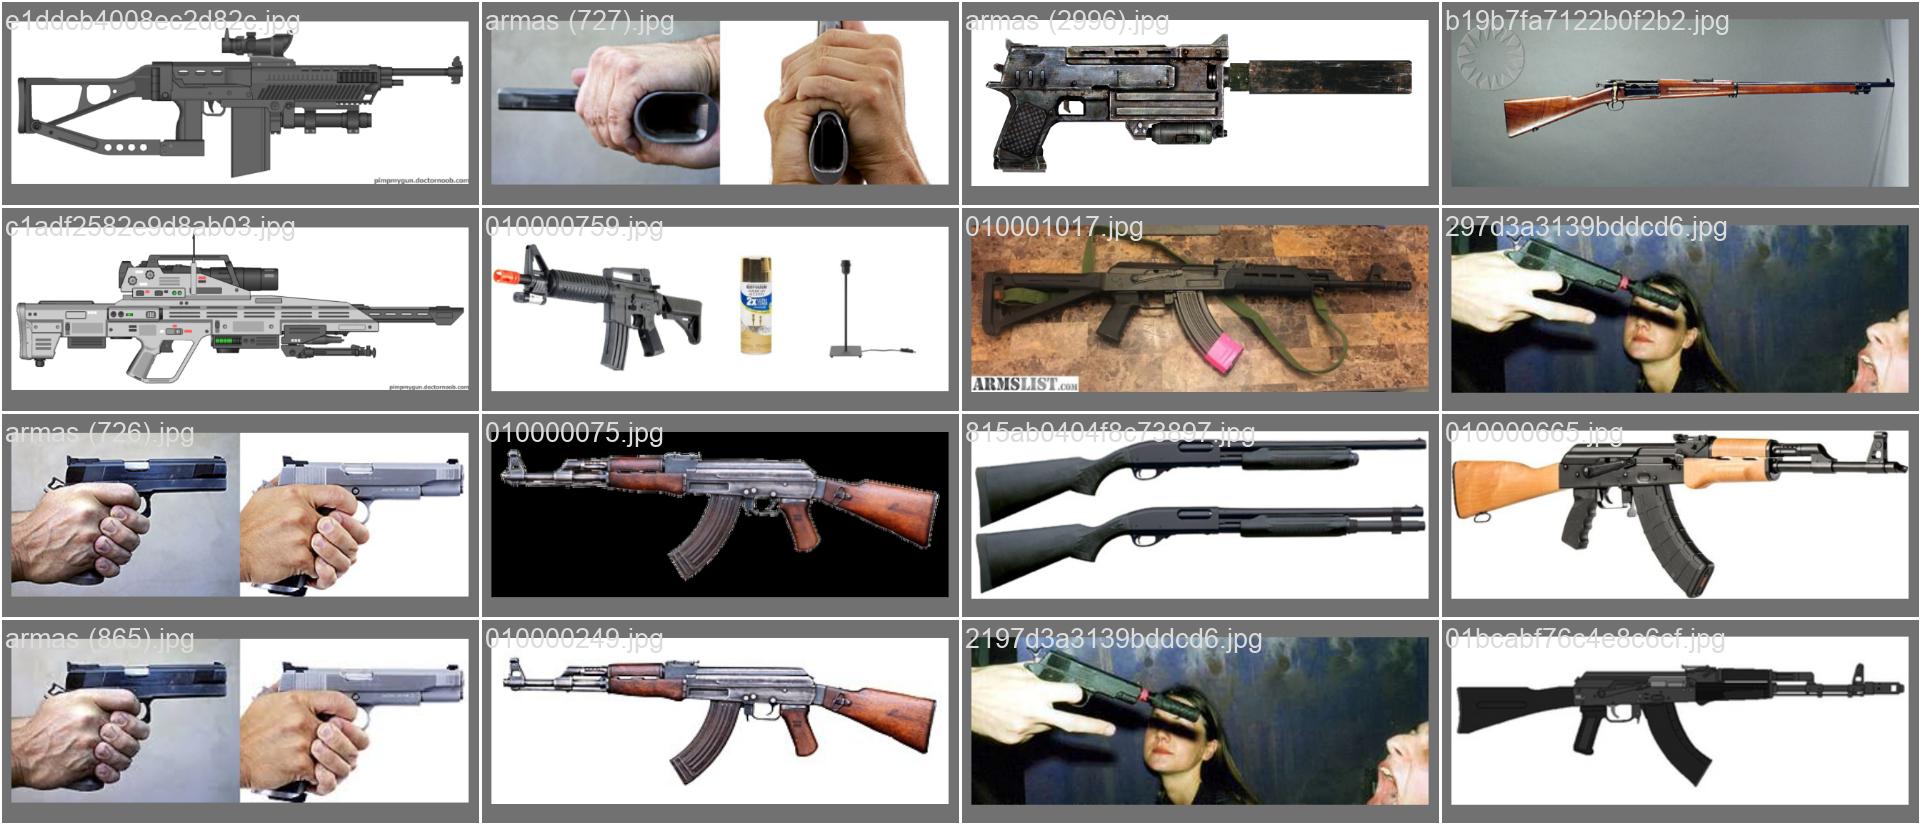 e1ddcb4008ec2d82c.jpg
armas (727).jpg
armas (2996).jpg
b19b7fa7122b0f2b2.jpg
pimpmygun.doctornoob.com
c1adf2582e9d8ab03.jpg
010000759.jpg
010001017.jpg
297d3a3139bddcd6.jpg
2X
ARMSLIST.COM
pimpmygun.doctornoob.com
armas (726).jpg
010000075.jpg
815ab0404f8c73897.jpg
010000665.jpg
armas (865).jpg
010000249.jpg
2197d3a3139bddcd6.jpg
01bcabf76c4e8c6cf.jpg